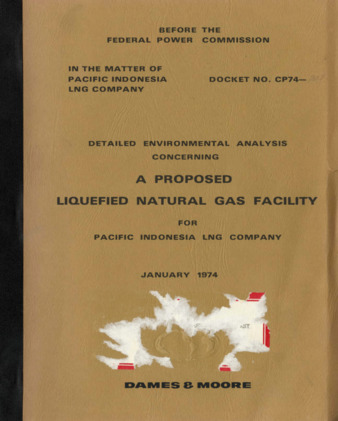 BEFORE THE
FEDERAL POWER COMMISSION
IN THE MATTER OF
PACIFIC INDONESIA DOCKET NO. CP74—
LNG COMPANY
DETAILED ENVIRONMENTAL ANALYSIS
CONCERNING
A PROPOSED
LIQUEFIED NATURAL GAS FACILITY
FOR
PACIFIC INDONESIA LNG COMPANY
JANUARY 1974
DAMES & MOORE